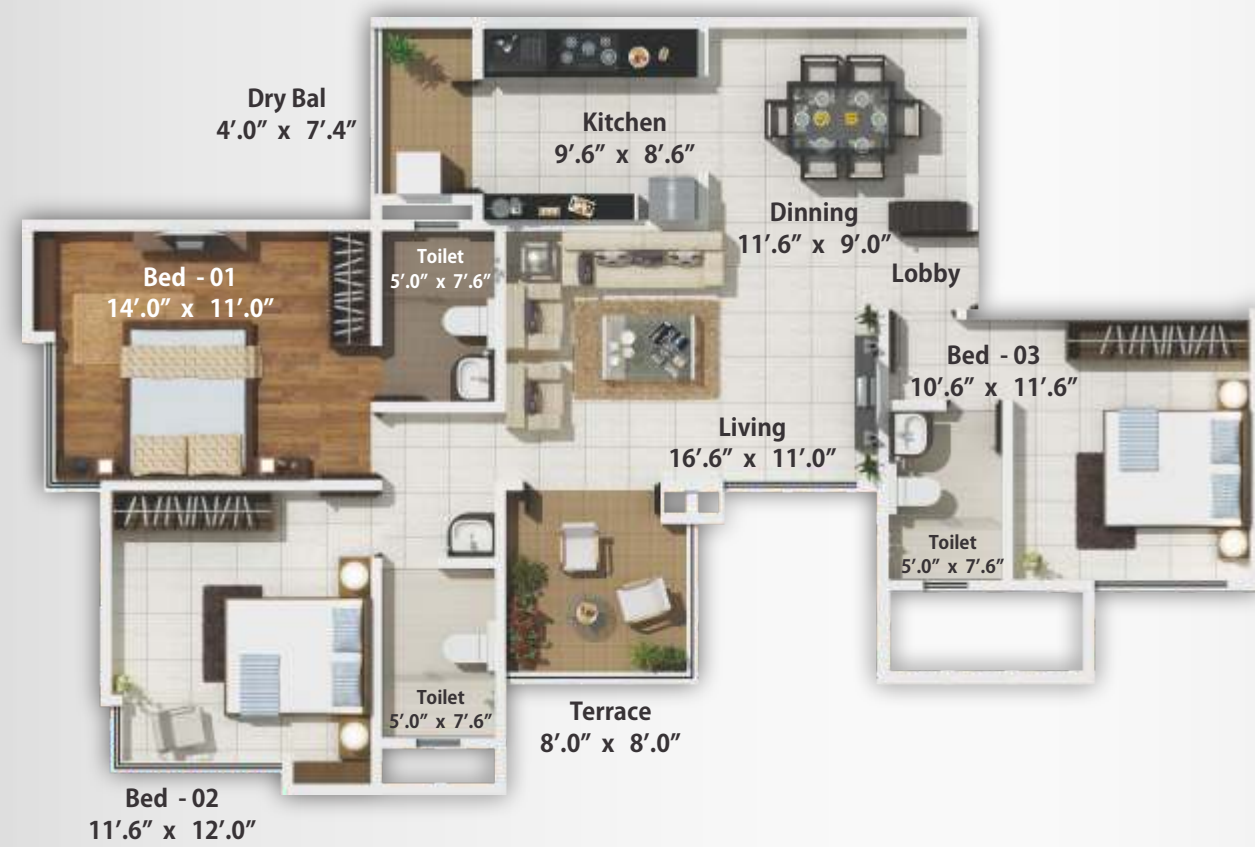 Dry Bal
4’.0” x 7’.4”
Kitchen
9’.6” x 8’.6”
Dinning
11’.6” x 9’.0”
Lobby
Toilet
5’.0” x 7’.6”
Bed - 01
14’.0” x 11’.0”
Bed - 03
10’.6” x 11’.6”
Living
16’.6” x 11’.0”
Toilet
5’.0” x 7’.6”
Toilet
5’.0” x 7’.6”
Terrace
8’.0” x 8’.0”
Bed - 02
11’.6” x 12’.0”